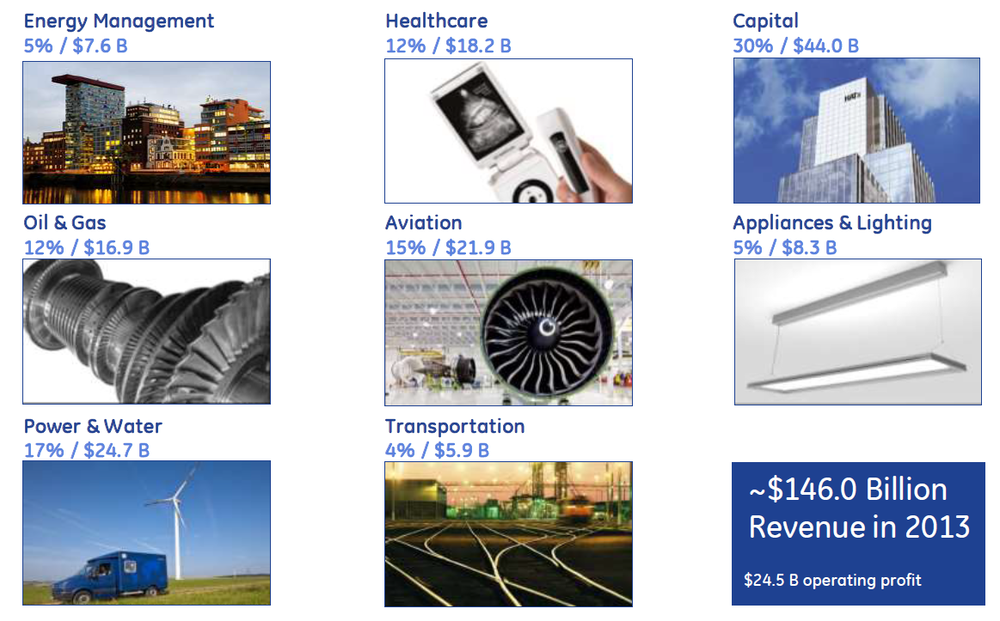 Energy Management
5% / $7.6 B
Healthcare
12% / $18.2 B
Capital
30% / $44.0 B
Oil & Gas
12% / $16.9 B
Aviation
15% / $21.9 B
Appliances & Lighting
5% / $8.3 B
Power & Water
17% / $24.7 B
Transportation
4% / $5.9 B
~$146.0 Billion
Revenue in 2013
$24.5 B operating profit